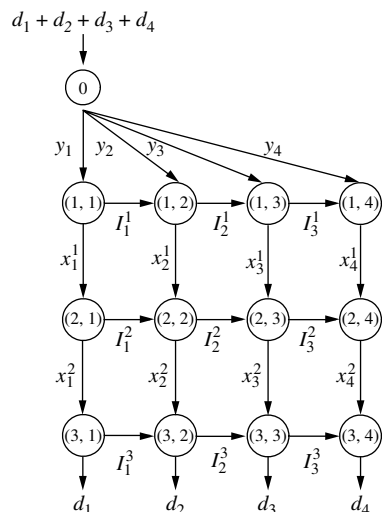 d₁ + d₂ + d₃ + d₄
0
y₁ y₂ y₃ y₄
(1, 1) (1, 2) (1, 3) (1, 4)
I₁¹ I₂¹ I₃¹
x₁¹ x₂¹ x₃¹ x₄¹
(2, 1) (2, 2) (2, 3) (2, 4)
I₁² I₂² I₃²
x₁² x₂² x₃² x₄²
(3, 1) (3, 2) (3, 3) (3, 4)
I₁³ I₂³ I₃³
d₁ d₂ d₃ d₄